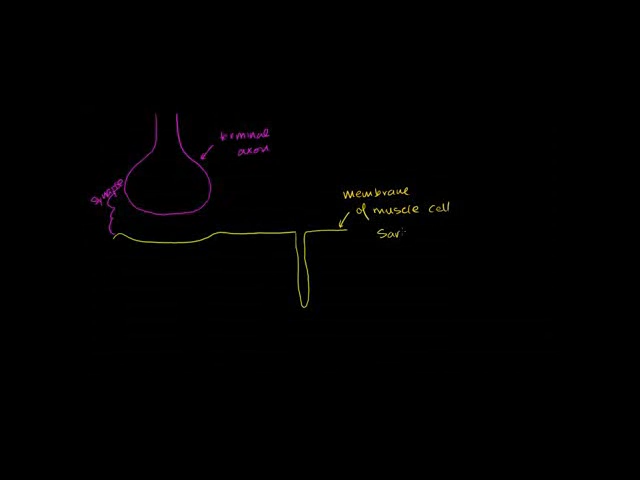 terminal
axon
synapse
membrane
of muscle cell
Sar